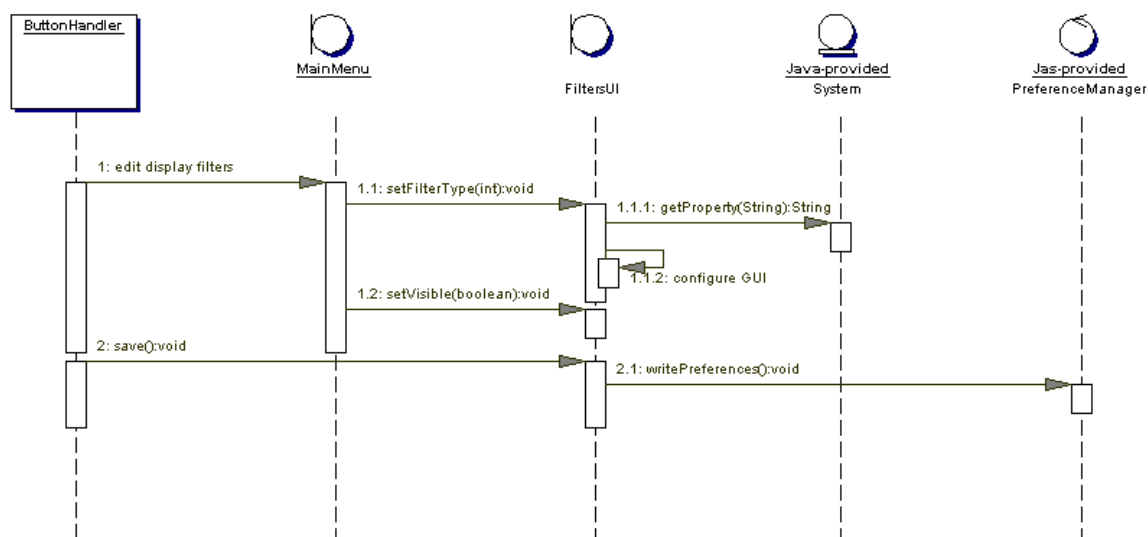 ButtonHandler
MainMenu
FiltersUI
Java-provided
System
Jas-provided
PreferenceManager
1: edit display filters
1.1: setFilterType(int):void
1.1.1: getProperty(String):String
1.1.2: configure GUI
1.2: setVisible(boolean):void
2: save():void
2.1: writePreferences():void